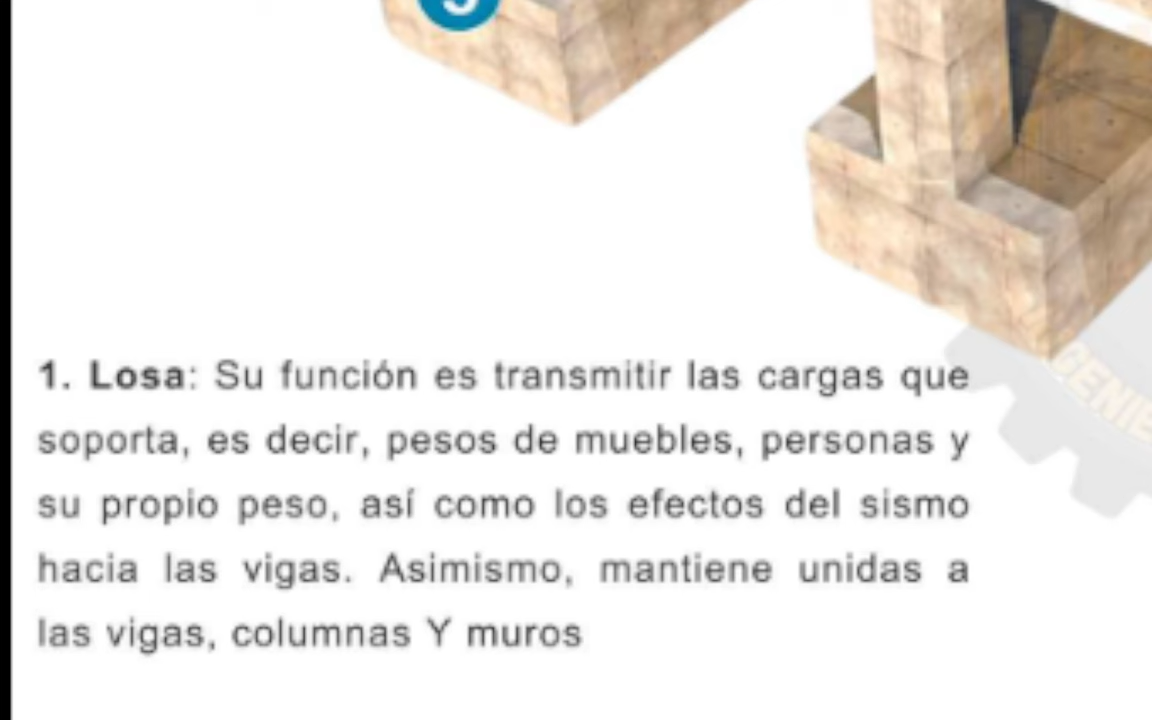 1. Losa: Su función es transmitir las cargas que
soporta, es decir, pesos de muebles, personas y
su propio peso, así como los efectos del sismo
hacia las vigas. Asimismo, mantiene unidas a
las vigas, columnas Y muros